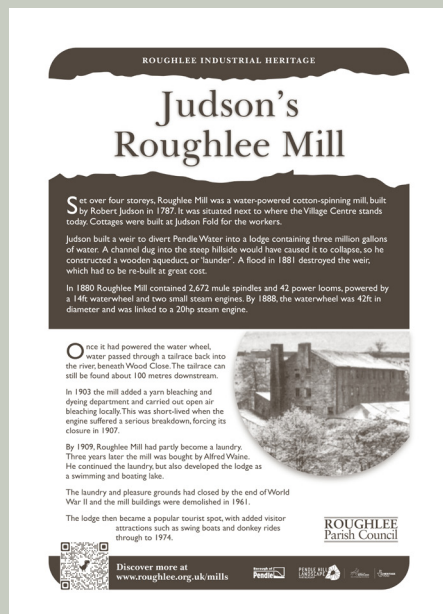 ROUGHLEE INDUSTRIAL HERITAGE
Judson's
Roughlee Mill
Set over four storeys, Roughlee Mill was a water-powered cotton-spinning mill, built
by Robert Judson in 1787. It was situated next to where the Village Centre stands
today. Cottages were built at Judson Fold for the workers.
Judson built a weir to divert Pendle Water into a lodge containing three million gallons
of water. A channel dug into the steep hillside would have caused it to collapse, so he
constructed a wooden aqueduct, or 'launder'. A flood in 1881 destroyed the weir,
which had to be re-built at great cost.
In 1880 Roughlee Mill contained 2,672 mule spindles and 42 power looms, powered by
a 14ft waterwheel and two small steam engines. By 1888, the waterwheel was 42ft in
diameter and was linked to a 20hp steam engine.
Once it had powered the water wheel,
water passed through a tailrace back into
the river, beneath Wood Close. The tailrace can
still be found about 100 metres downstream.
In 1903 the mill added a yarn bleaching and
dyeing department and carried out open air
bleaching locally. This was short-lived when the
engine suffered a serious breakdown, forcing its
closure in 1907.
By 1909, Roughlee Mill had partly become a laundry.
Three years later the mill was bought by Alfred Waine.
He continued the laundry, but also developed the lodge as
a swimming and boating lake.
The laundry and pleasure grounds had closed by the end of World
War II and the mill buildings were demolished in 1961.
The lodge then became a popular tourist spot, with added visitor
attractions such as swing boats and donkey rides
through to 1974.
ROUGHLEE
Parish Council
Discover more at
www.roughlee.org.uk/mills
Borough of
Pendle
PENDLE HILL
LANDSCAPE